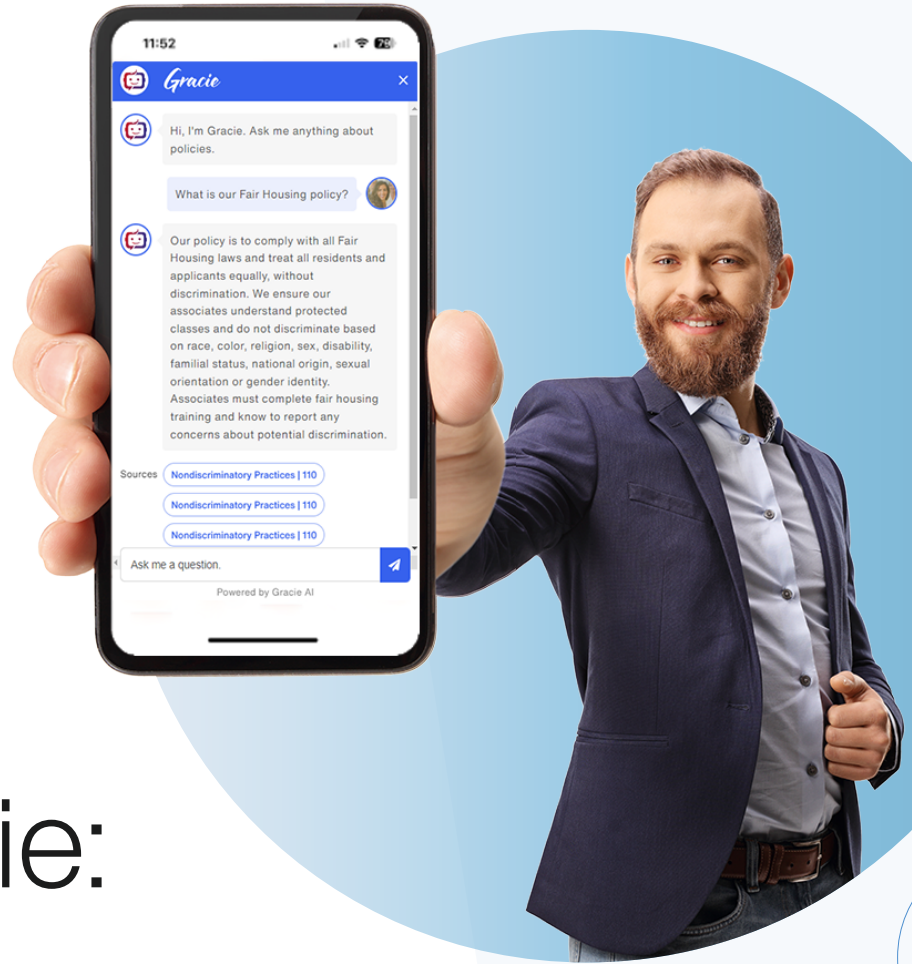 11:52
78
Gracie
Hi, I'm Gracie. Ask me anything about
policies.
What is our Fair Housing policy?
Our policy is to comply with all Fair
Housing laws and treat all residents and
applicants equally, without
discrimination. We ensure our
associates understand protected
classes and do not discriminate based
on race, color, religion, sex, disability,
familial status, national origin, sexual
orientation or gender identity.
Associates must complete fair housing
training and know to report any
concerns about potential discrimination.
Sources
Nondiscriminatory Practices | 110
Nondiscriminatory Practices | 110
Nondiscriminatory Practices | 110
Ask me a question.
Powered by Gracie AI
ie: